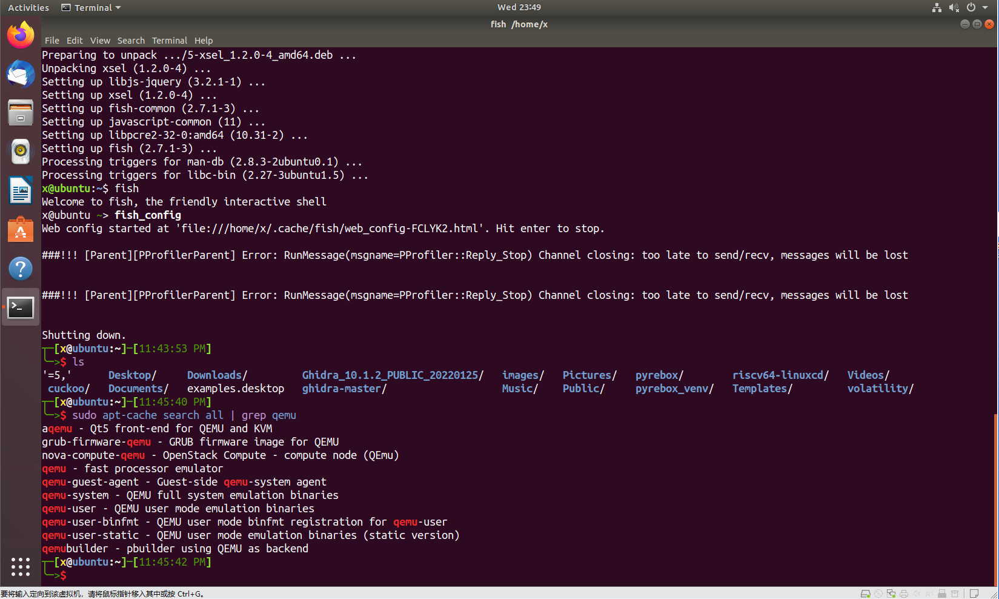 Activities Terminal Wed 23:49
fish /home/x
File Edit View Search Terminal Help
Preparing to unpack .../5-xsel_1.2.0-4_amd64.deb ...
Unpacking xsel (1.2.0-4) ...
Setting up libjs-jquery (3.2.1-1) ...
Setting up xsel (1.2.0-4) ...
Setting up fish-common (2.7.1-3) ...
Setting up javascript-common (11) ...
Setting up libpcre2-32-0:amd64 (10.31-2) ...
Setting up fish (2.7.1-3) ...
Processing triggers for man-db (2.8.3-2ubuntu0.1) ...
Processing triggers for libc-bin (2.27-3ubuntu1.5) ...
x@ubuntu:~$ fish
Welcome to fish, the friendly interactive shell
x@ubuntu ~> fish_config
Web config started at 'file:///home/x/.cache/fish/web_config-FCLYK2.html'. Hit enter to stop.
###!!! [Parent][PProfilerParent] Error: RunMessage(msgname=PProfiler::Reply_Stop) Channel closing: too late to send/recv, messages will be lost
###!!! [Parent][PProfilerParent] Error: RunMessage(msgname=PProfiler::Reply_Stop) Channel closing: too late to send/recv, messages will be lost
Shutting down.
┬─[x@ubuntu:~]─[11:43:53 PM]
╰─>$ ls
'=5,' Desktop/ Downloads/ Ghidra_10.1.2_PUBLIC_20220125/ images/ Pictures/ pyrebox/ riscv64-linuxcd/ Videos/
cuckoo/ Documents/ examples.desktop ghidra-master/ Music/ Public/ pyrebox_venv/ Templates/ volatility/
┬─[x@ubuntu:~]─[11:45:40 PM]
╰─>$ sudo apt-cache search all | grep qemu
aqemu - Qt5 front-end for QEMU and KVM
grub-firmware-qemu - GRUB firmware image for QEMU
nova-compute-qemu - OpenStack Compute - compute node (QEmu)
qemu - fast processor emulator
qemu-guest-agent - Guest-side qemu-system agent
qemu-system - QEMU full system emulation binaries
qemu-user - QEMU user mode emulation binaries
qemu-user-binfmt - QEMU user mode binfmt registration for qemu-user
qemu-user-static - QEMU user mode emulation binaries (static version)
qemubuilder - pbuilder using QEMU as backend
┬─[x@ubuntu:~]─[11:45:42 PM]
╰─>$
要将输入定向到该虚拟机，请将鼠标指针移入其中或按 Ctrl+G。